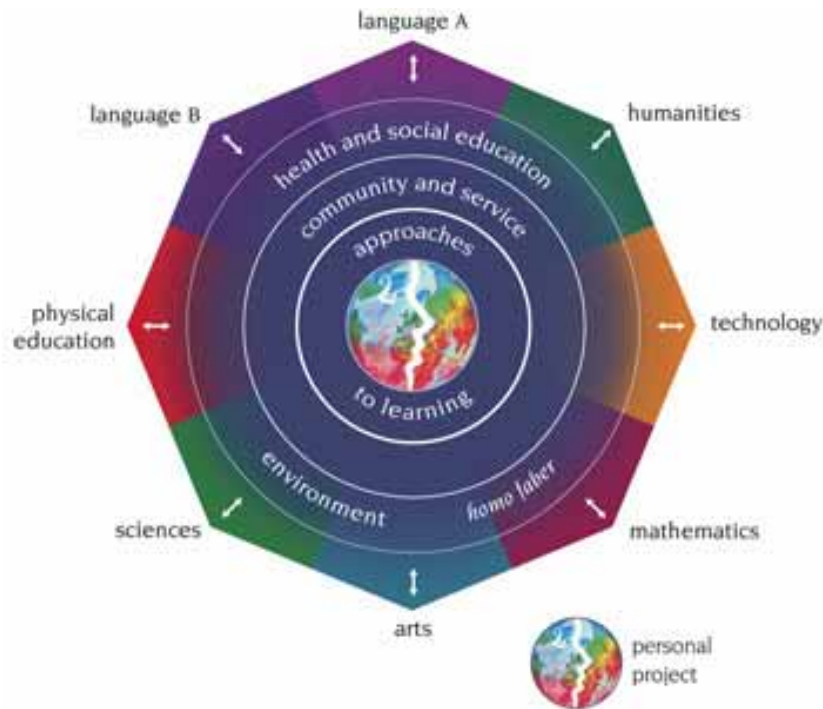 language A
language B
humanities
health and social education
community and service
approaches
physical
education
technology
to learning
environment
homo faber
sciences
mathematics
arts
personal
project